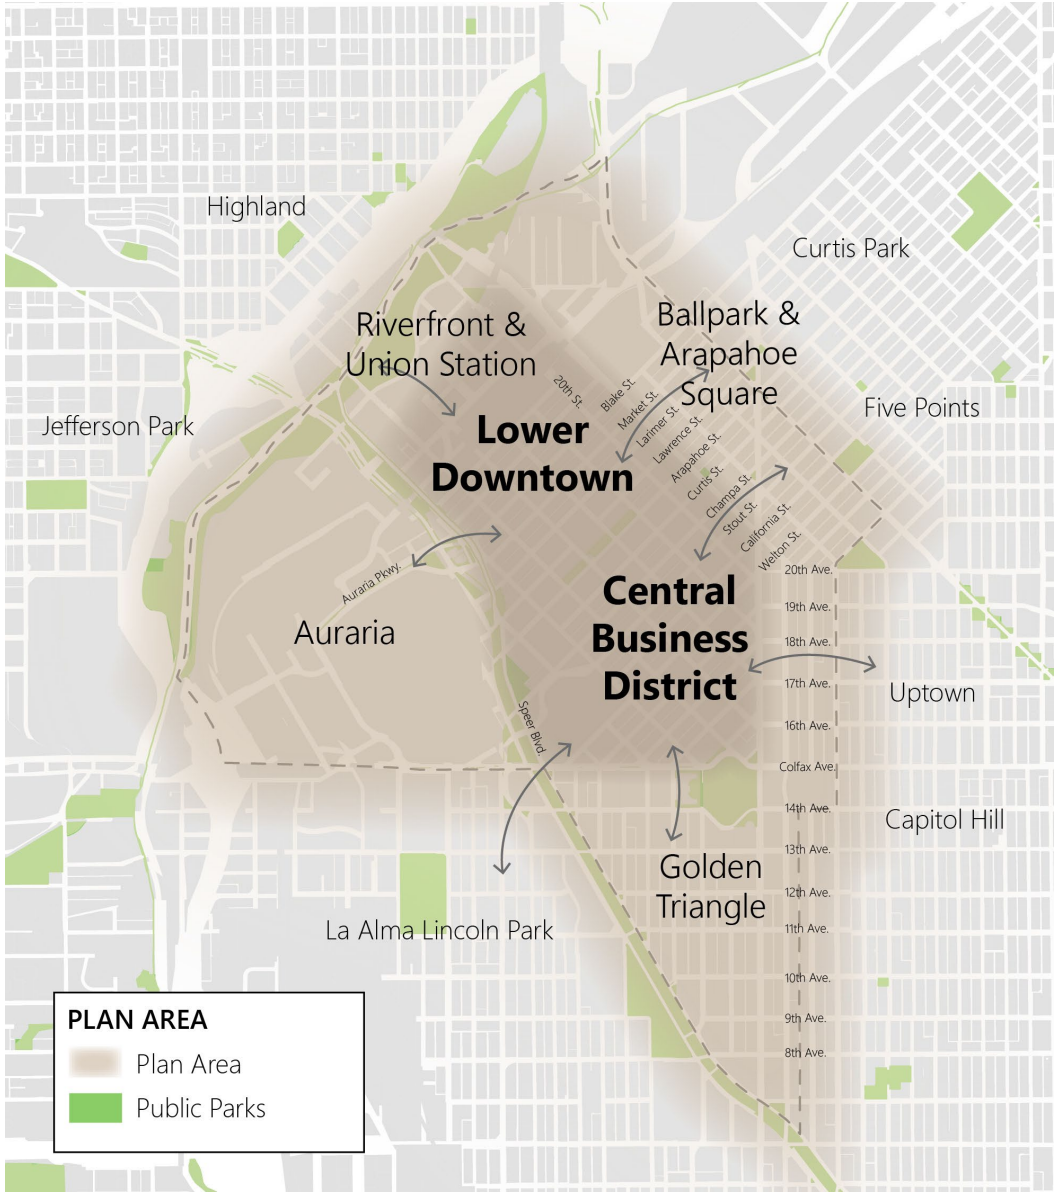 Highland
Curtis Park
Riverfront &
Union Station
Ballpark &
Arapahoe
Square
20th St.
Blake St.
Market St.
Larimer St.
Lawrence St.
Arapahoe St.
Curtis St.
Champa St.
Stout St.
California St.
Welton St.
Jefferson Park
Five Points
Lower
Downtown
Auraria Pkwy.
Auraria
Central
Business
District
20th Ave.
19th Ave.
18th Ave.
17th Ave.
16th Ave.
Colfax Ave.
14th Ave.
13th Ave.
12th Ave.
11th Ave.
10th Ave.
9th Ave.
8th Ave.
Uptown
Speer Blvd.
Capitol Hill
Golden
Triangle
La Alma Lincoln Park
PLAN AREA
Plan Area
Public Parks